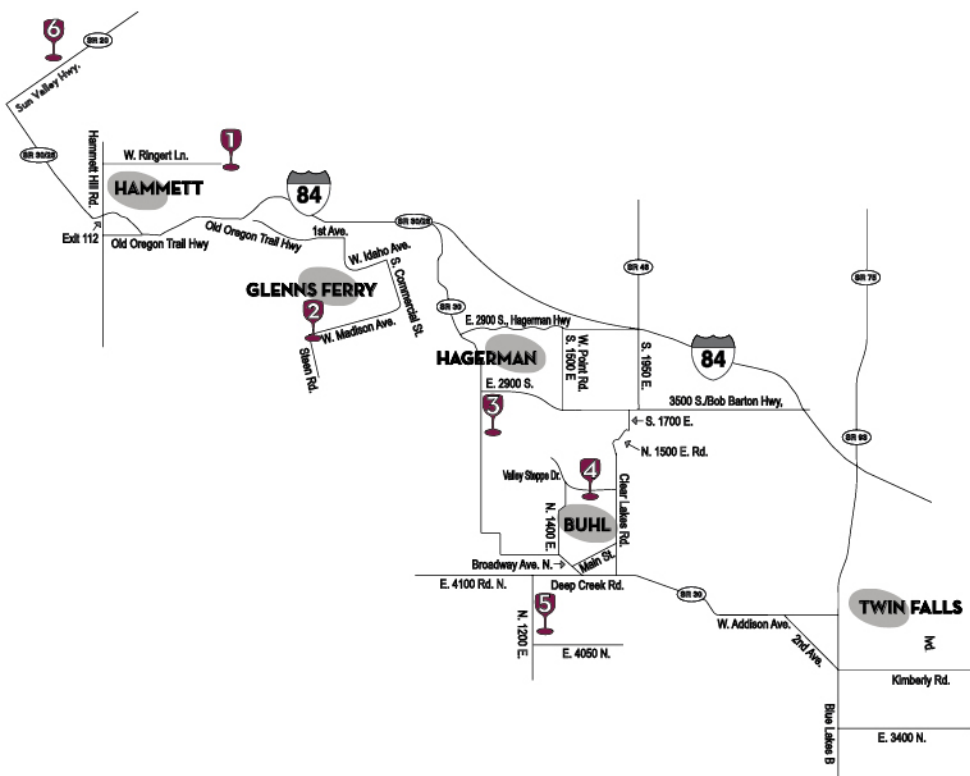 6
SR 20
Sun Valley Hwy.
SR 30/26
Hammett Hill Rd.
W. Ringert Ln.
1
HAMMETT
84
Exit 112
Old Oregon Trail Hwy
Old Oregon Trail Hwy
1st Ave.
SR 30/26
W. Idaho Ave.
S. Commercial St.
GLENNS FERRY
2
W. Madison Ave.
Steen Rd.
SR 30
SR 46
SR 75
E. 2900 S., Hagerman Hwy
HAGERMAN
W. Point Rd.
S. 1500 E
S. 1950 E.
84
E. 2900 S.
3500 S./Bob Barton Hwy,
3
S. 1700 E.
N. 1500 E. Rd.
SR 93
Valley Steppe Dr.
4
Clear Lakes Rd.
N. 1400 E.
BUHL
Main St.
Broadway Ave. N.
E. 4100 Rd. N.
Deep Creek Rd.
SR 30
5
N. 1200 E.
E. 4050 N.
W. Addison Ave.
2nd Ave.
TWIN FALLS
lvd.
Kimberly Rd.
Blue Lakes B
E. 3400 N.